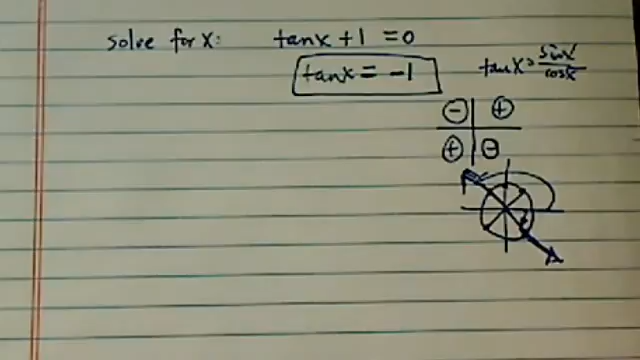 solve for x: tanx + 1 = 0
tanx = -1
tanx = sinx/cosx
- +
+ -